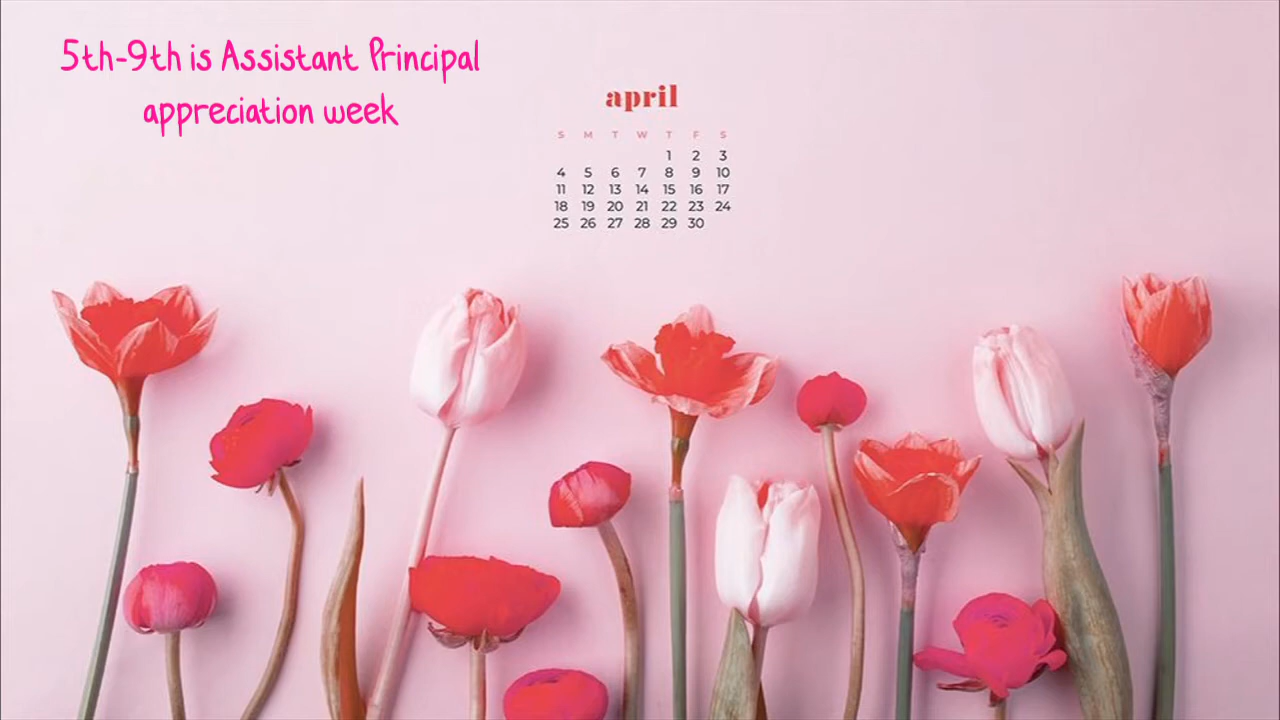 5th-9th is Assistant Principal
appreciation week
april
S M T W T F S
1 2 3
4 5 6 7 8 9 10
11 12 13 14 15 16 17
18 19 20 21 22 23 24
25 26 27 28 29 30